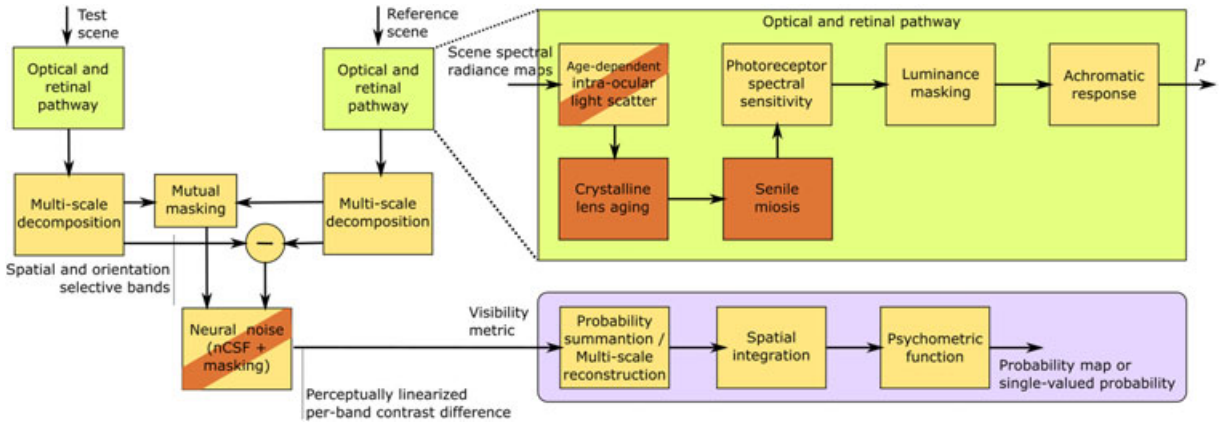 Test
scene
Reference
scene
Optical and
retinal
pathway
Optical and
retinal
pathway
Multi-scale
decomposition
Mutual
masking
Multi-scale
decomposition
−
Spatial and orientation
selective bands
Neural noise
(nCSF +
masking)
Perceptually linearized
per-band contrast difference
Optical and retinal pathway
Scene spectral
radiance maps
Age-dependent
intra-ocular
light scatter
Photoreceptor
spectral
sensitivity
Luminance
masking
Achromatic
response
P
Crystalline
lens aging
Senile
miosis
Visibility
metric
Probability
summantion /
Multi-scale
reconstruction
Spatial
integration
Psychometric
function
Probability map or
single-valued probability